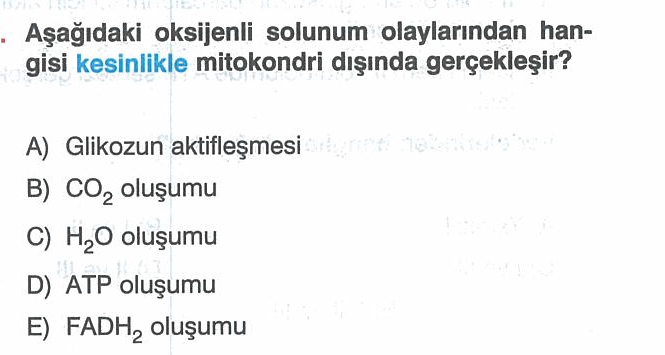 . Aşağıdaki oksijenli solunum olaylarından han-
gisi kesinlikle mitokondri dışında gerçekleşir?
A) Glikozun aktifleşmesi
B) CO₂ oluşumu
C) H₂O oluşumu
D) ATP oluşumu
E) FADH₂ oluşumu